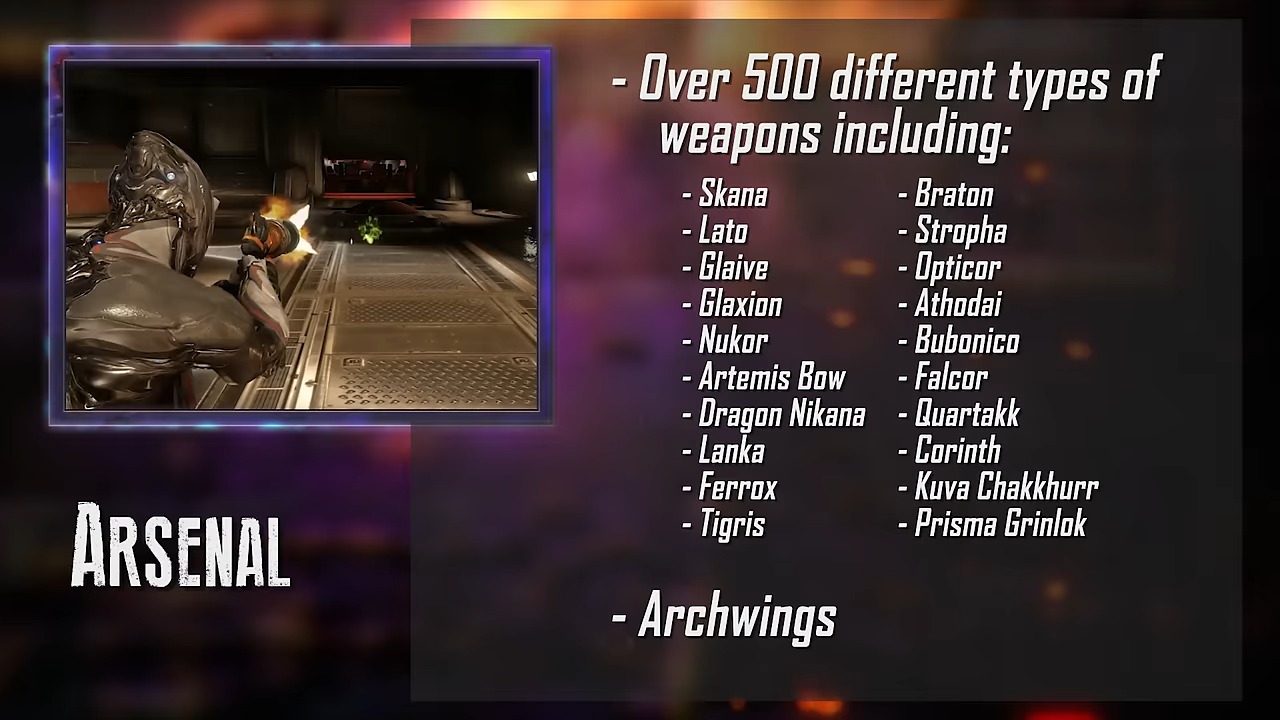 - Over 500 different types of
weapons including:
- Skana
- Lato
- Glaive
- Glaxion
- Nukor
- Artemis Bow
- Dragon Nikana
- Lanka
- Ferrox
- Tigris
- Braton
- Stropha
- Opticor
- Athodai
- Bubonico
- Falcor
- Quartakk
- Corinth
- Kuva Chakkhurr
- Prisma Grinlok
- Archwings
Arsenal